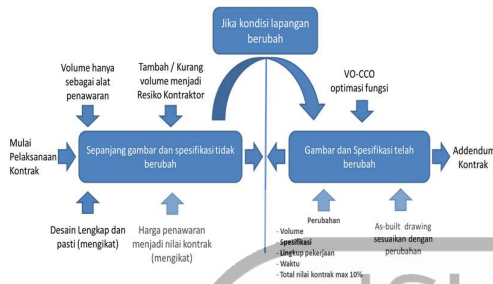 Jika kondisi lapangan
berubah
Volume hanya
sebagai alat
penawaran
Tambah / Kurang
volume menjadi
Resiko Kontraktor
VO-CCO
optimasi fungsi
Mulai
Pelaksanaan
Kontrak
Sepanjang gambar dan spesifikasi tidak
berubah
Gambar dan Spesifikasi telah
berubah
Addendum
Kontrak
Desain Lengkap dan
pasti (mengikat)
Harga penawaran
menjadi nilai kontrak
(mengikat)
Perubahan
- Volume
- Spesifikasi
- Lingkup pekerjaan
- Waktu
- Total nilai kontrak max 10%
As-built drawing
sesuaikan dengan
perubahan